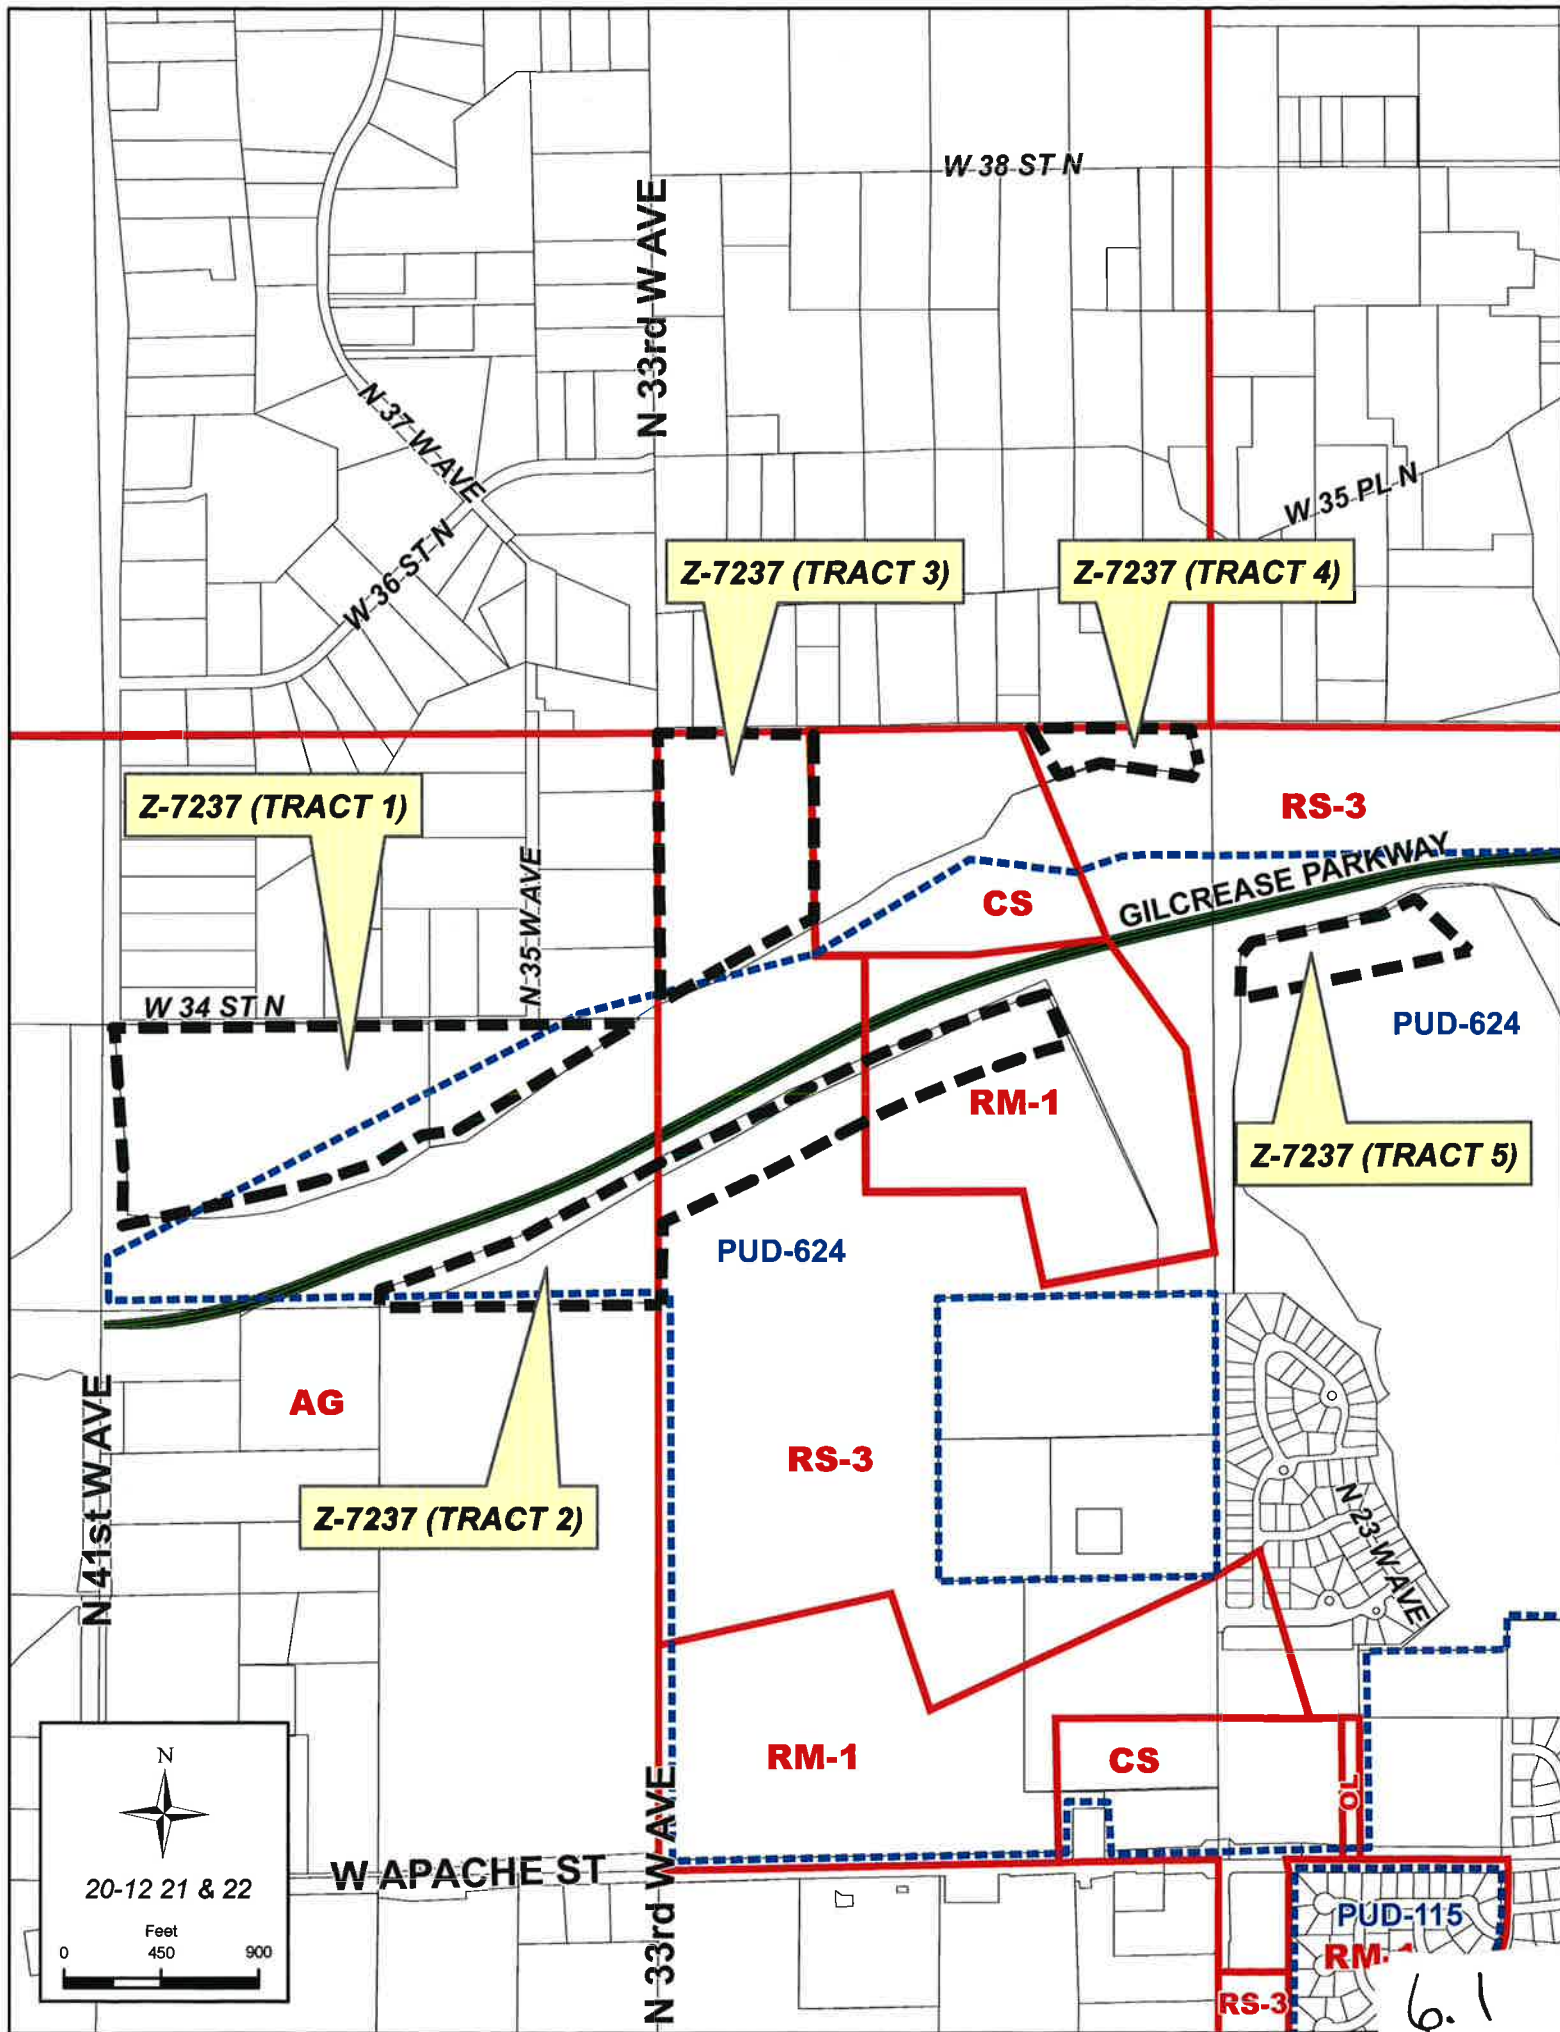 W 38 ST N
N 33rd W AVE
N 37 W AVE
W 35 PL N
W 36 ST N
Z-7237 (TRACT 3)
Z-7237 (TRACT 4)
Z-7237 (TRACT 1)
RS-3
N 35 W AVE
GILCREASE PARKWAY
CS
W 34 ST N
PUD-624
RM-1
Z-7237 (TRACT 5)
PUD-624
AG
N 41st W AVE
RS-3
Z-7237 (TRACT 2)
N 23 W AVE
RM-1
CS
OL
N
20-12 21 & 22
Feet
0 450 900
W APACHE ST
N 33rd W AVE
PUD-115
RM-1
RS-3
6.1